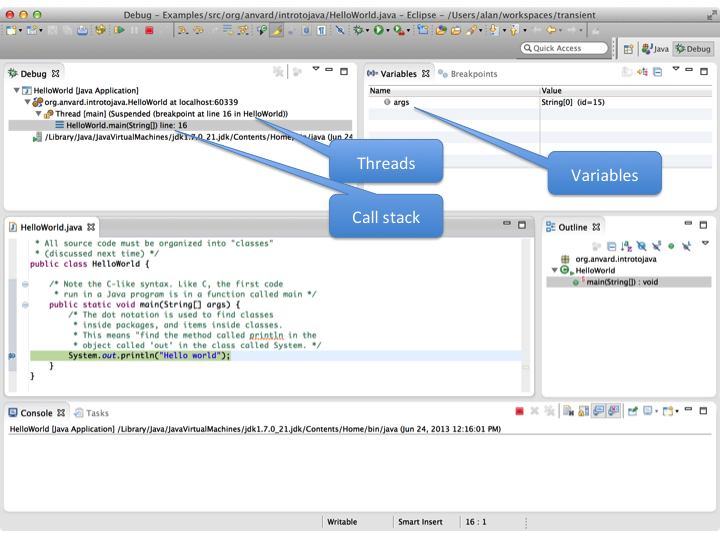 Debug - Examples/src/org/anvard/introtojava/HelloWorld.java - Eclipse - /Users/alan/workspaces/transient
Quick Access
Java
Debug
Debug
HelloWorld [Java Application]
org.anvard.introtojava.HelloWorld at localhost:60339
Thread [main] (Suspended (breakpoint at line 16 in HelloWorld))
HelloWorld.main(String[]) line: 16
/Library/Java/JavaVirtualMachines/jdk1.7.0_21.jdk/Contents/Home/bin/java (Jun 24
Threads
Call stack
Variables
Breakpoints
Name Value
args String[0] (id=15)
Variables
HelloWorld.java
* All source code must be organized into "classes"
* (discussed next time) */
public class HelloWorld {
/* Note the C-like syntax. Like C, the first code
* run in a Java program is in a function called main */
public static void main(String[] args) {
/* The dot notation is used to find classes
* inside packages, and items inside classes.
* This means "find the method called println in the
* object called 'out' in the class called System. */
System.out.println("Hello world");
}
}
Outline
org.anvard.introtojava
HelloWorld
main(String[]) : void
Console
Tasks
HelloWorld [Java Application] /Library/Java/JavaVirtualMachines/jdk1.7.0_21.jdk/Contents/Home/bin/java (Jun 24, 2013 12:16:01 PM)
Writable
Smart Insert
16 : 1